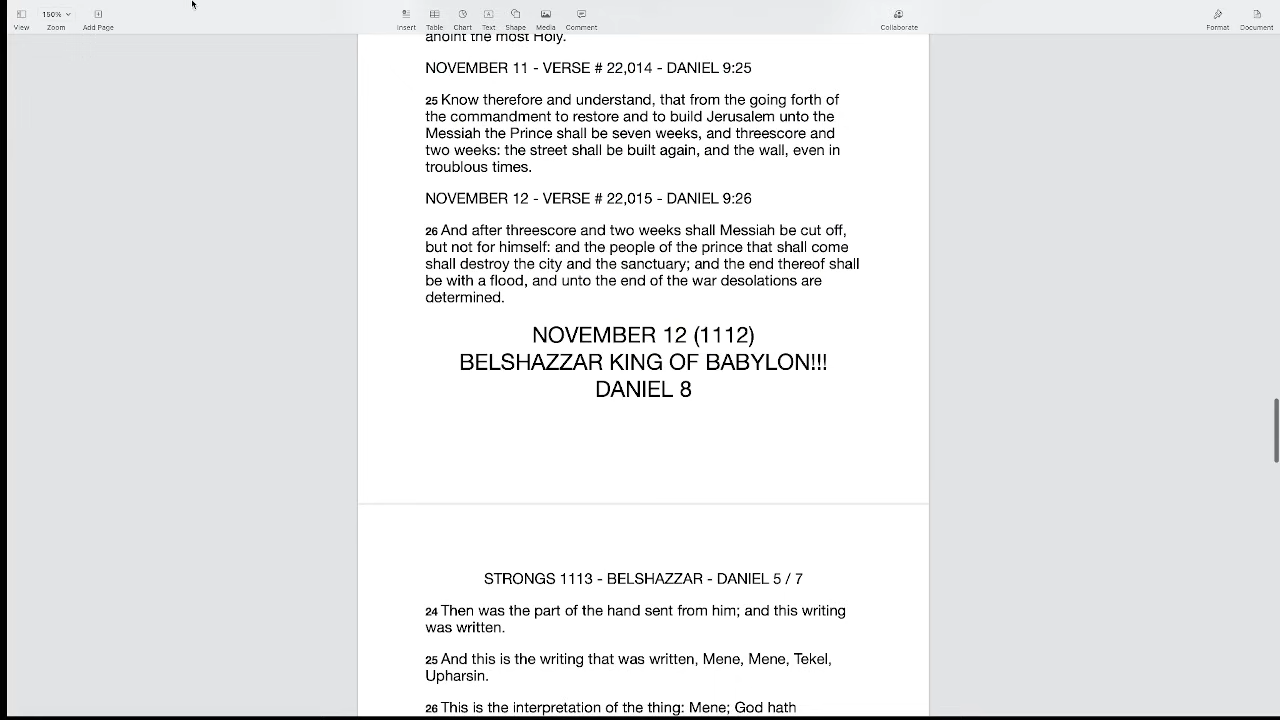 150%
View
Zoom
Add Page
Insert
Table
Chart
Text
Shape
Media
Comment
Collaborate
Format
Document
anoint the most Holy.
NOVEMBER 11 - VERSE # 22,014 - DANIEL 9:25
25 Know therefore and understand, that from the going forth of
the commandment to restore and to build Jerusalem unto the
Messiah the Prince shall be seven weeks, and threescore and
two weeks: the street shall be built again, and the wall, even in
troublous times.
NOVEMBER 12 - VERSE # 22,015 - DANIEL 9:26
26 And after threescore and two weeks shall Messiah be cut off,
but not for himself: and the people of the prince that shall come
shall destroy the city and the sanctuary; and the end thereof shall
be with a flood, and unto the end of the war desolations are
determined.
NOVEMBER 12 (1112)
BELSHAZZAR KING OF BABYLON!!!
DANIEL 8
STRONGS 1113 - BELSHAZZAR - DANIEL 5 / 7
24 Then was the part of the hand sent from him; and this writing
was written.
25 And this is the writing that was written, Mene, Mene, Tekel,
Upharsin.
26 This is the interpretation of the thing: Mene; God hath